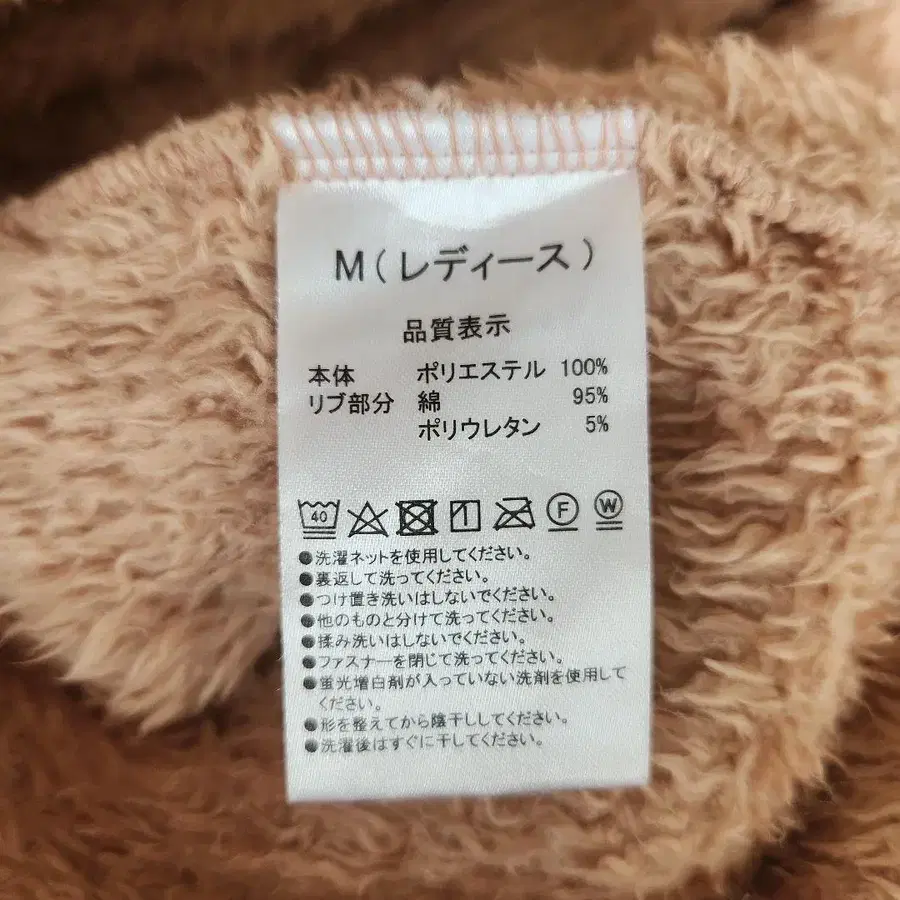 M(レディース)
品質表示
本体 ポリエステル 100%
リブ部分 綿 95%
ポリウレタン 5%
40 F W
●洗濯ネットを使用してください。
●裏返して洗ってください。
●つけ置き洗いはしないでください。
●他のものと分けて洗ってください。
●揉み洗いはしないでください。
●ファスナーを閉じて洗ってください。
●蛍光増白剤が入っていない洗剤を使用して
ください。
●形を整えてから陰干ししてください。
●洗濯後はすぐに干してください。